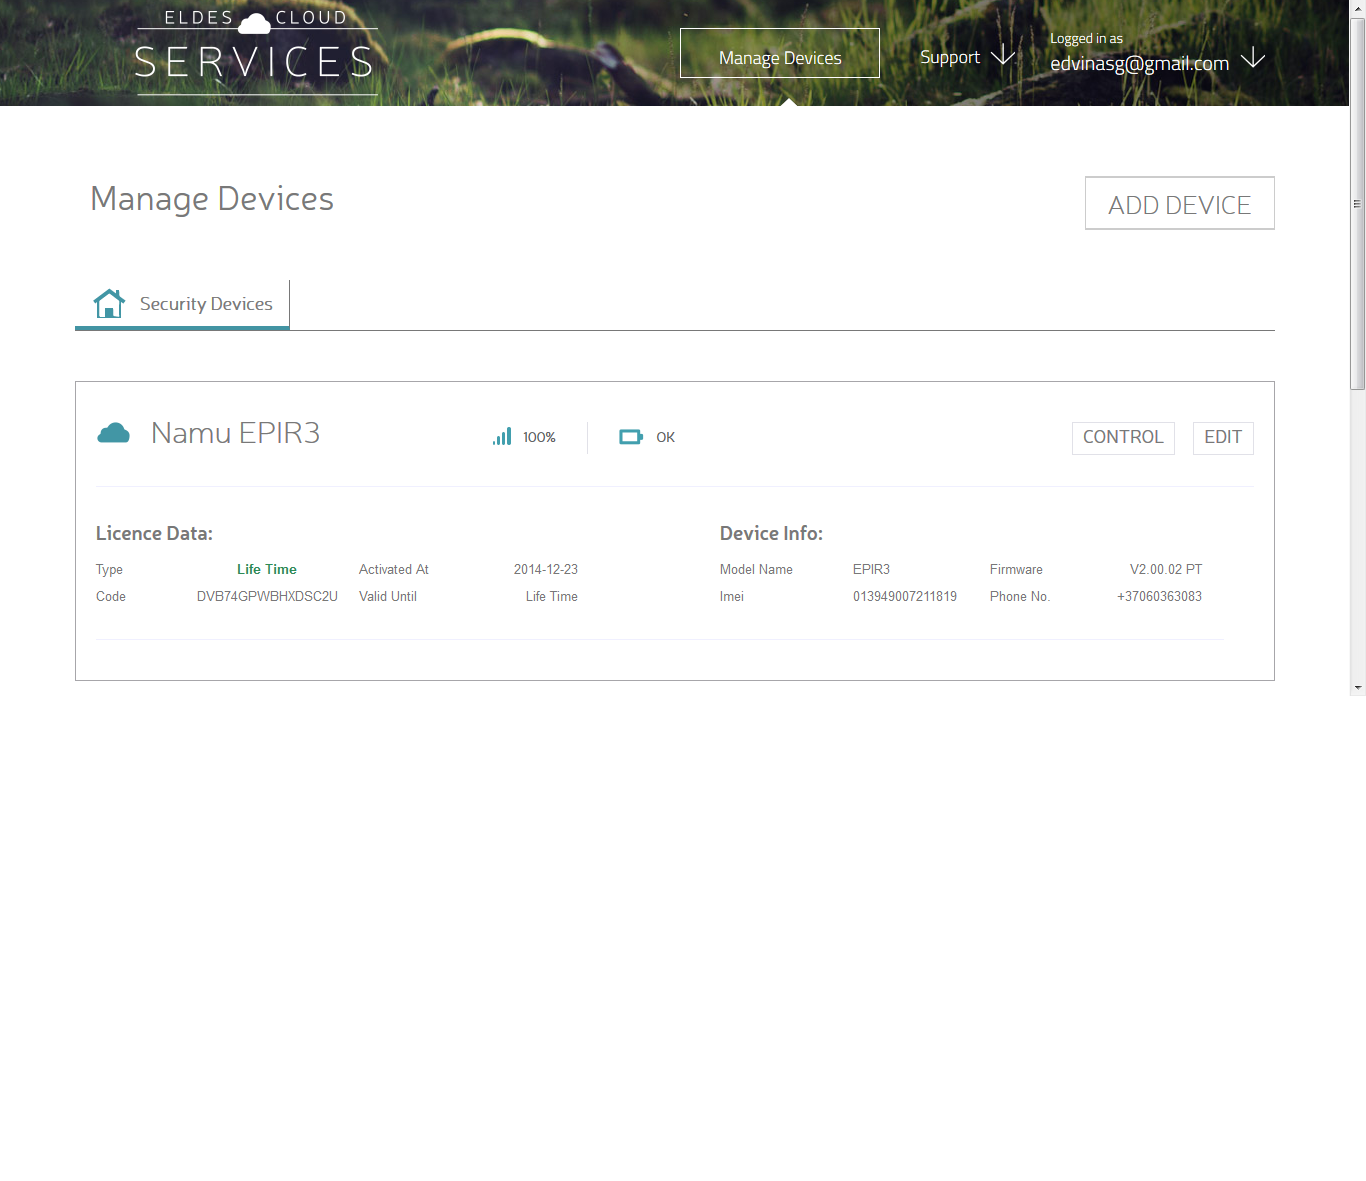 ELDES CLOUD
SERVICES
Manage Devices
Support
Logged in as
edvinasg@gmail.com
Manage Devices
ADD DEVICE
Security Devices
Namu EPIR3
100%
OK
CONTROL
EDIT
Licence Data:
Device Info:
Type Life Time Activated At 2014-12-23
Model Name EPIR3 Firmware V2.00.02 PT
Code DVB74GPWBHXDSC2U Valid Until Life Time
Imei 013949007211819 Phone No. +37060363083